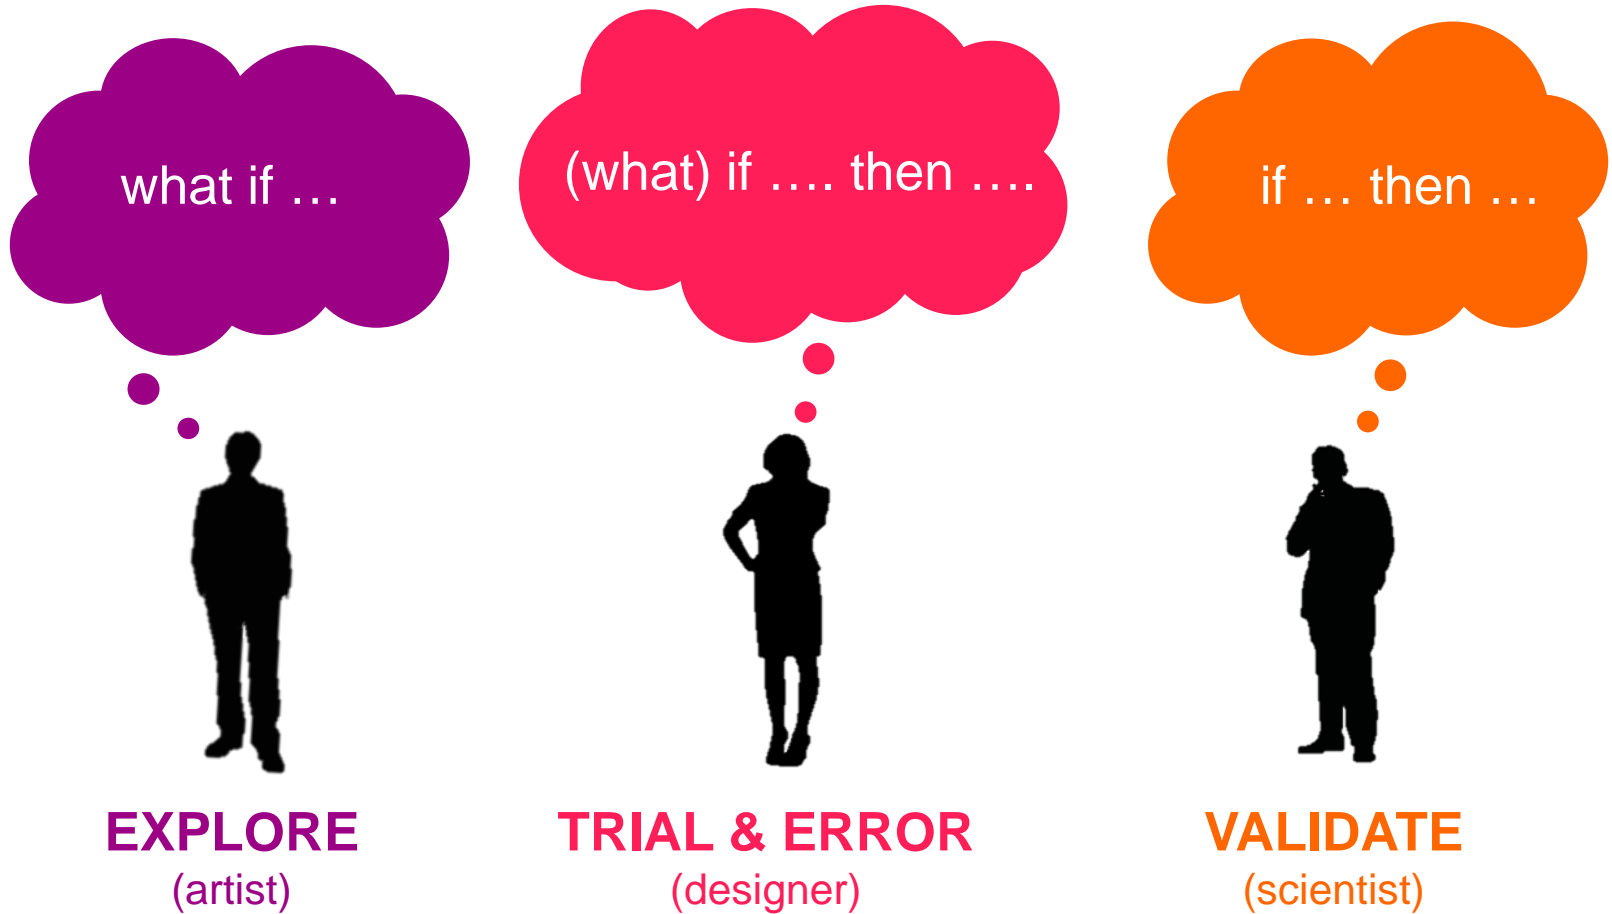 what if …
(what) if …. then ….
if … then …
EXPLORE
(artist)
TRIAL & ERROR
(designer)
VALIDATE
(scientist)